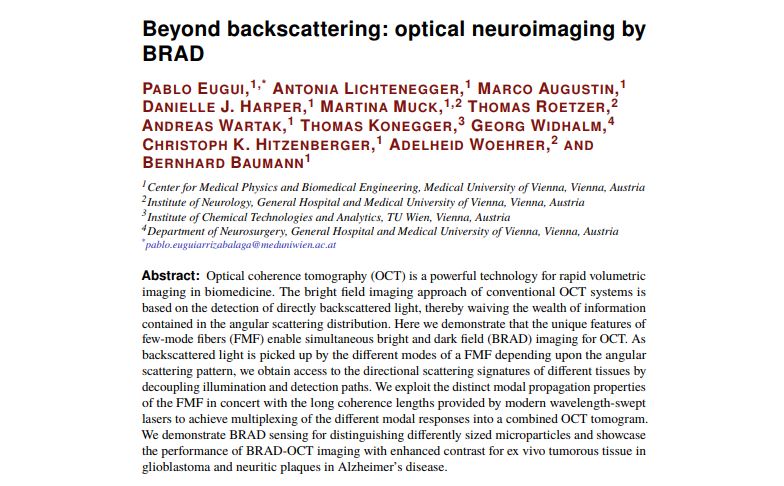 Beyond backscattering: optical neuroimaging by
BRAD
PABLO EUGUI,1,* ANTONIA LICHTENEGGER,1 MARCO AUGUSTIN,1
DANIELLE J. HARPER,1 MARTINA MUCK,1,2 THOMAS ROETZER,2
ANDREAS WARTAK,1 THOMAS KONEGGER,3 GEORG WIDHALM,4
CHRISTOPH K. HITZENBERGER,1 ADELHEID WOEHRER,2 AND
BERNHARD BAUMANN1
1Center for Medical Physics and Biomedical Engineering, Medical University of Vienna, Vienna, Austria
2Institute of Neurology, General Hospital and Medical University of Vienna, Vienna, Austria
3Institute of Chemical Technologies and Analytics, TU Wien, Vienna, Austria
4Department of Neurosurgery, General Hospital and Medical University of Vienna, Vienna, Austria
*pablo.euguiarrizabalaga@meduniwien.ac.at
Abstract: Optical coherence tomography (OCT) is a powerful technology for rapid volumetric
imaging in biomedicine. The bright field imaging approach of conventional OCT systems is
based on the detection of directly backscattered light, thereby waiving the wealth of information
contained in the angular scattering distribution. Here we demonstrate that the unique features of
few-mode fibers (FMF) enable simultaneous bright and dark field (BRAD) imaging for OCT. As
backscattered light is picked up by the different modes of a FMF depending upon the angular
scattering pattern, we obtain access to the directional scattering signatures of different tissues by
decoupling illumination and detection paths. We exploit the distinct modal propagation properties
of the FMF in concert with the long coherence lengths provided by modern wavelength-swept
lasers to achieve multiplexing of the different modal responses into a combined OCT tomogram.
We demonstrate BRAD sensing for distinguishing differently sized microparticles and showcase
the performance of BRAD-OCT imaging with enhanced contrast for ex vivo tumorous tissue in
glioblastoma and neuritic plaques in Alzheimer's disease.